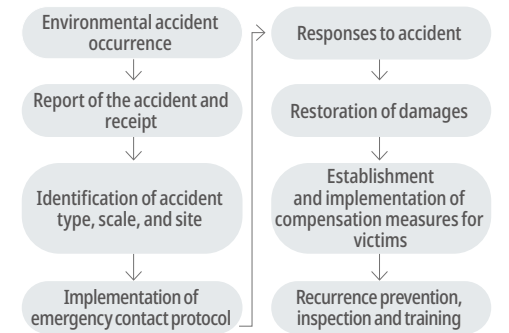 Environmental accident
occurrence
Report of the accident and
receipt
Identification of accident
type, scale, and site
Implementation of
emergency contact protocol
Responses to accident
Restoration of damages
Establishment
and implementation of
compensation measures for
victims
Recurrence prevention,
inspection and training